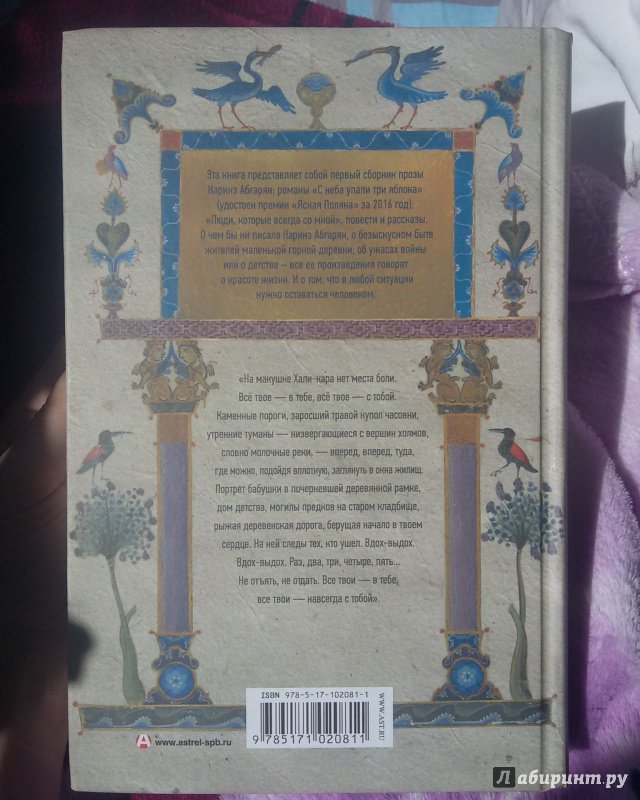 Эта книга представляет собой первый сборник прозы
Наринэ Абгарян: романы «С неба упали три яблока»
(удостоен премии «Ясная Поляна» за 2016 год),
«Люди, которые всегда со мной», повести и рассказы.
О чем бы ни писала Наринэ Абгарян, о безыскусном быте
жителей маленькой горной деревни, об ужасах войны
или о детстве – все ее произведения говорят
о красоте жизни. И о том, что в любой ситуации
нужно оставаться человеком.
«На макушке Хали-кара нет места боли.
Всё твое — в тебе, всё твое — с тобой.
Каменные пороги, заросший травой купол часовни,
утренние туманы — низвергающиеся с вершин холмов,
словно молочные реки, — вперед, вперед, туда,
где можно, подойдя вплотную, заглянуть в окна жилищ.
Портрет бабушки в почерневшей деревянной рамке,
дом детства, могилы предков на старом кладбище,
рыжая деревенская дорога, берущая начало в твоем
сердце. На ней следы тех, кто ушел. Вдох-выдох.
Вдох-выдох. Раз, два, три, четыре, пять...
Не отъять, не отдать. Все твои — в тебе,
все твои — навсегда с тобой».
ISBN 978-5-17-102081-1
9 785171 020811
WWW.AST.RU
www.astrel-spb.ru
Лабиринт.ру